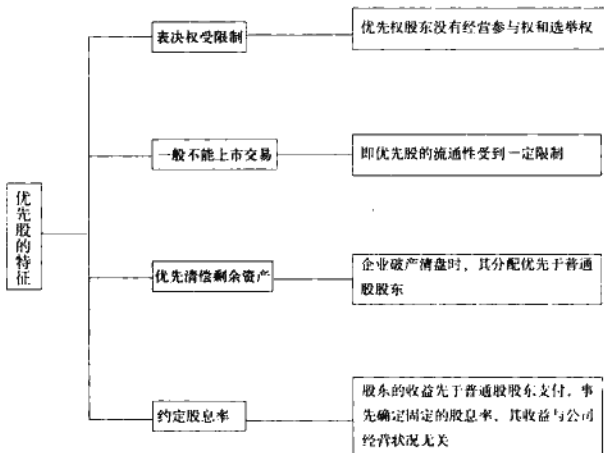 优先股的特征
表决权受限制
优先权股东没有经营参与权和选举权
一般不能上市交易
即优先股的流通性受到一定限制
优先清偿剩余资产
企业破产清盘时，其分配优先于普通
股股东
约定股息率
股东的收益先于普通股股东支付，事
先确定固定的股息率，其收益与公司
经营状况无关